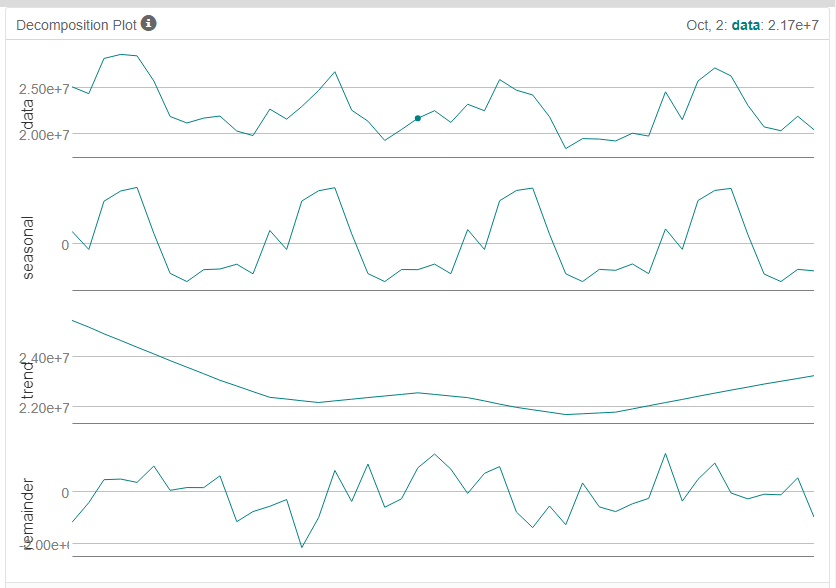 Decomposition Plot
Oct, 2: data: 2.17e+7
2.50e+7
data
2.00e+7
seasonal
0
2.40e+7
trend
2.20e+7
0
remainder